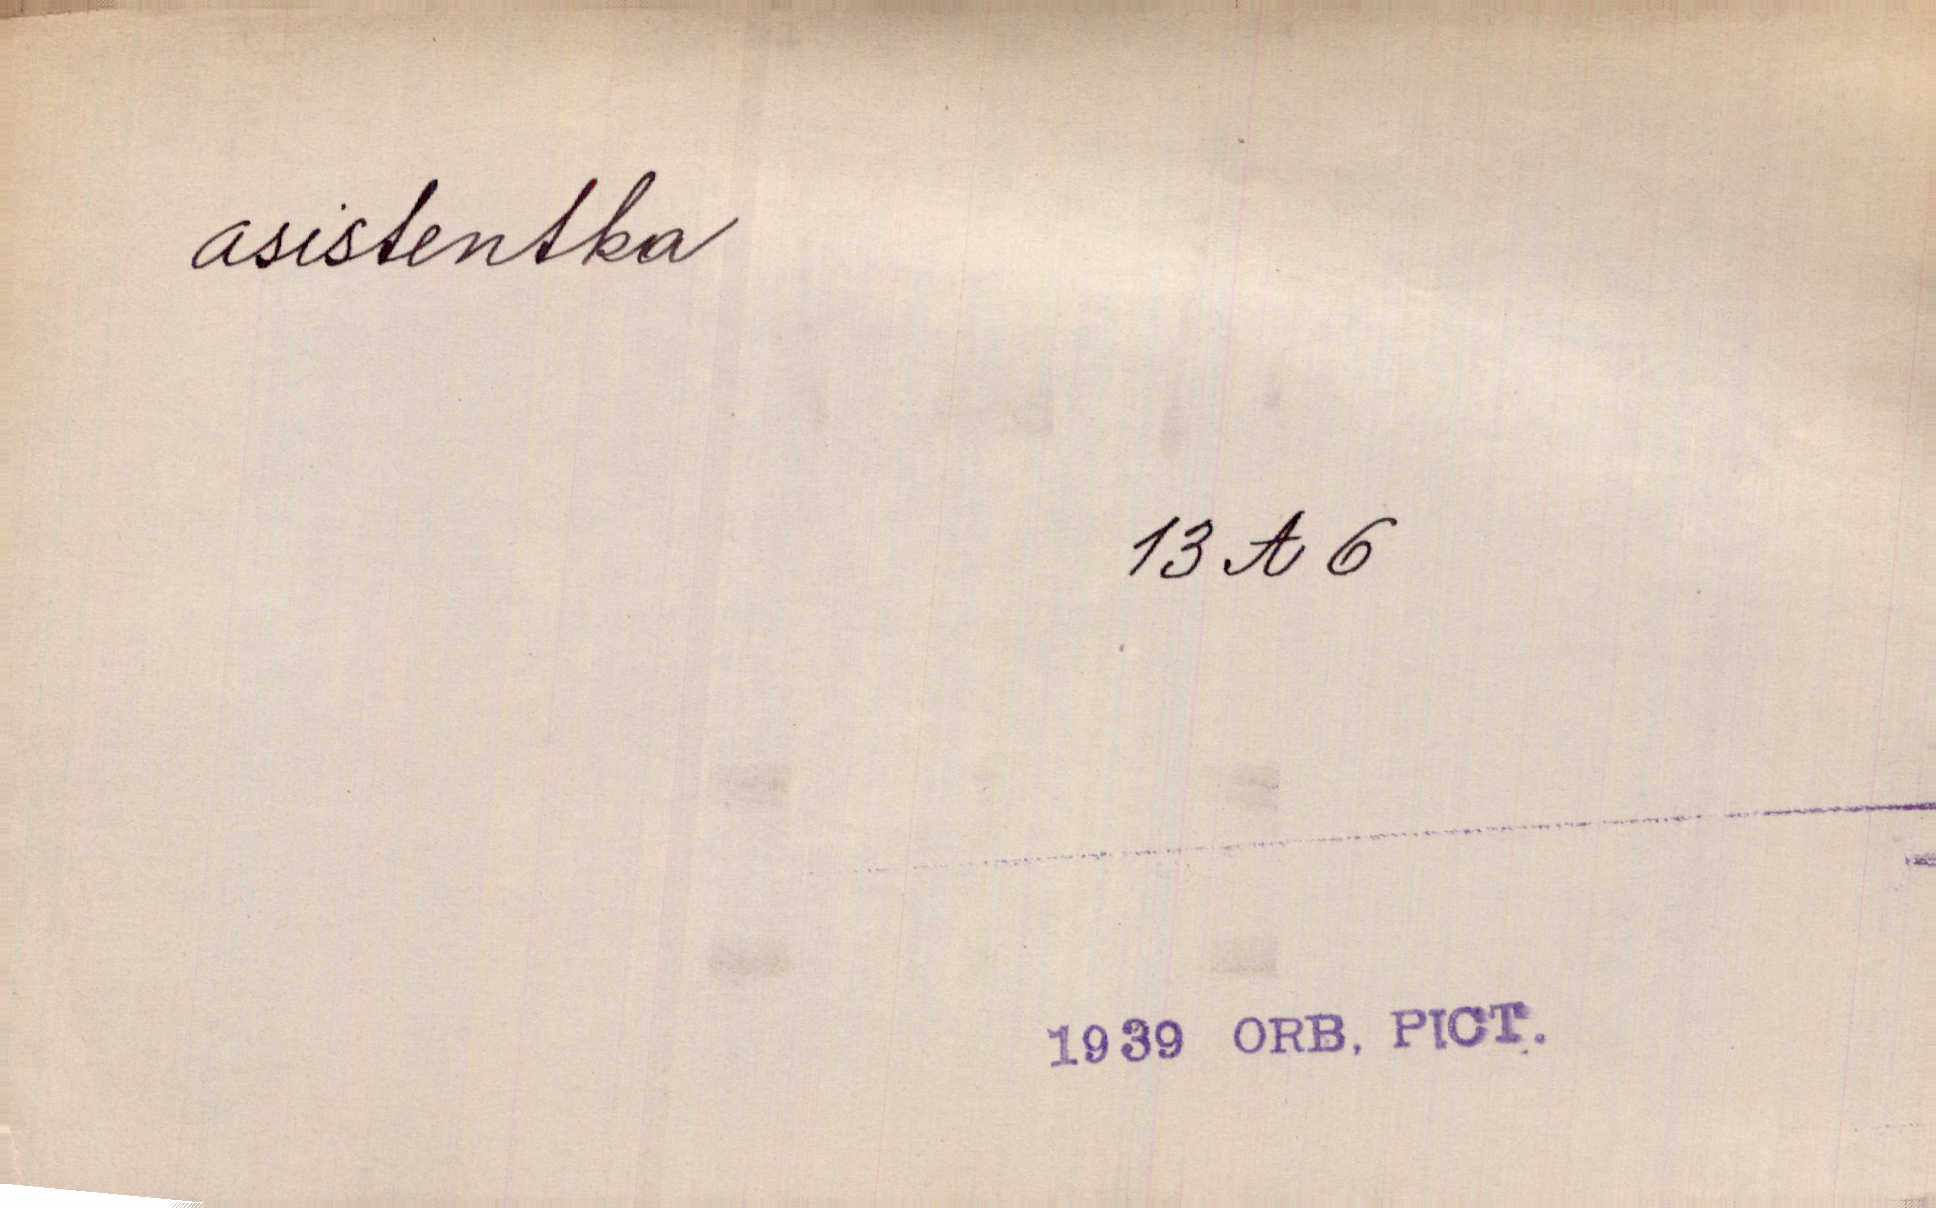 asistentka
13 A 6
1939 ORB. PICT.